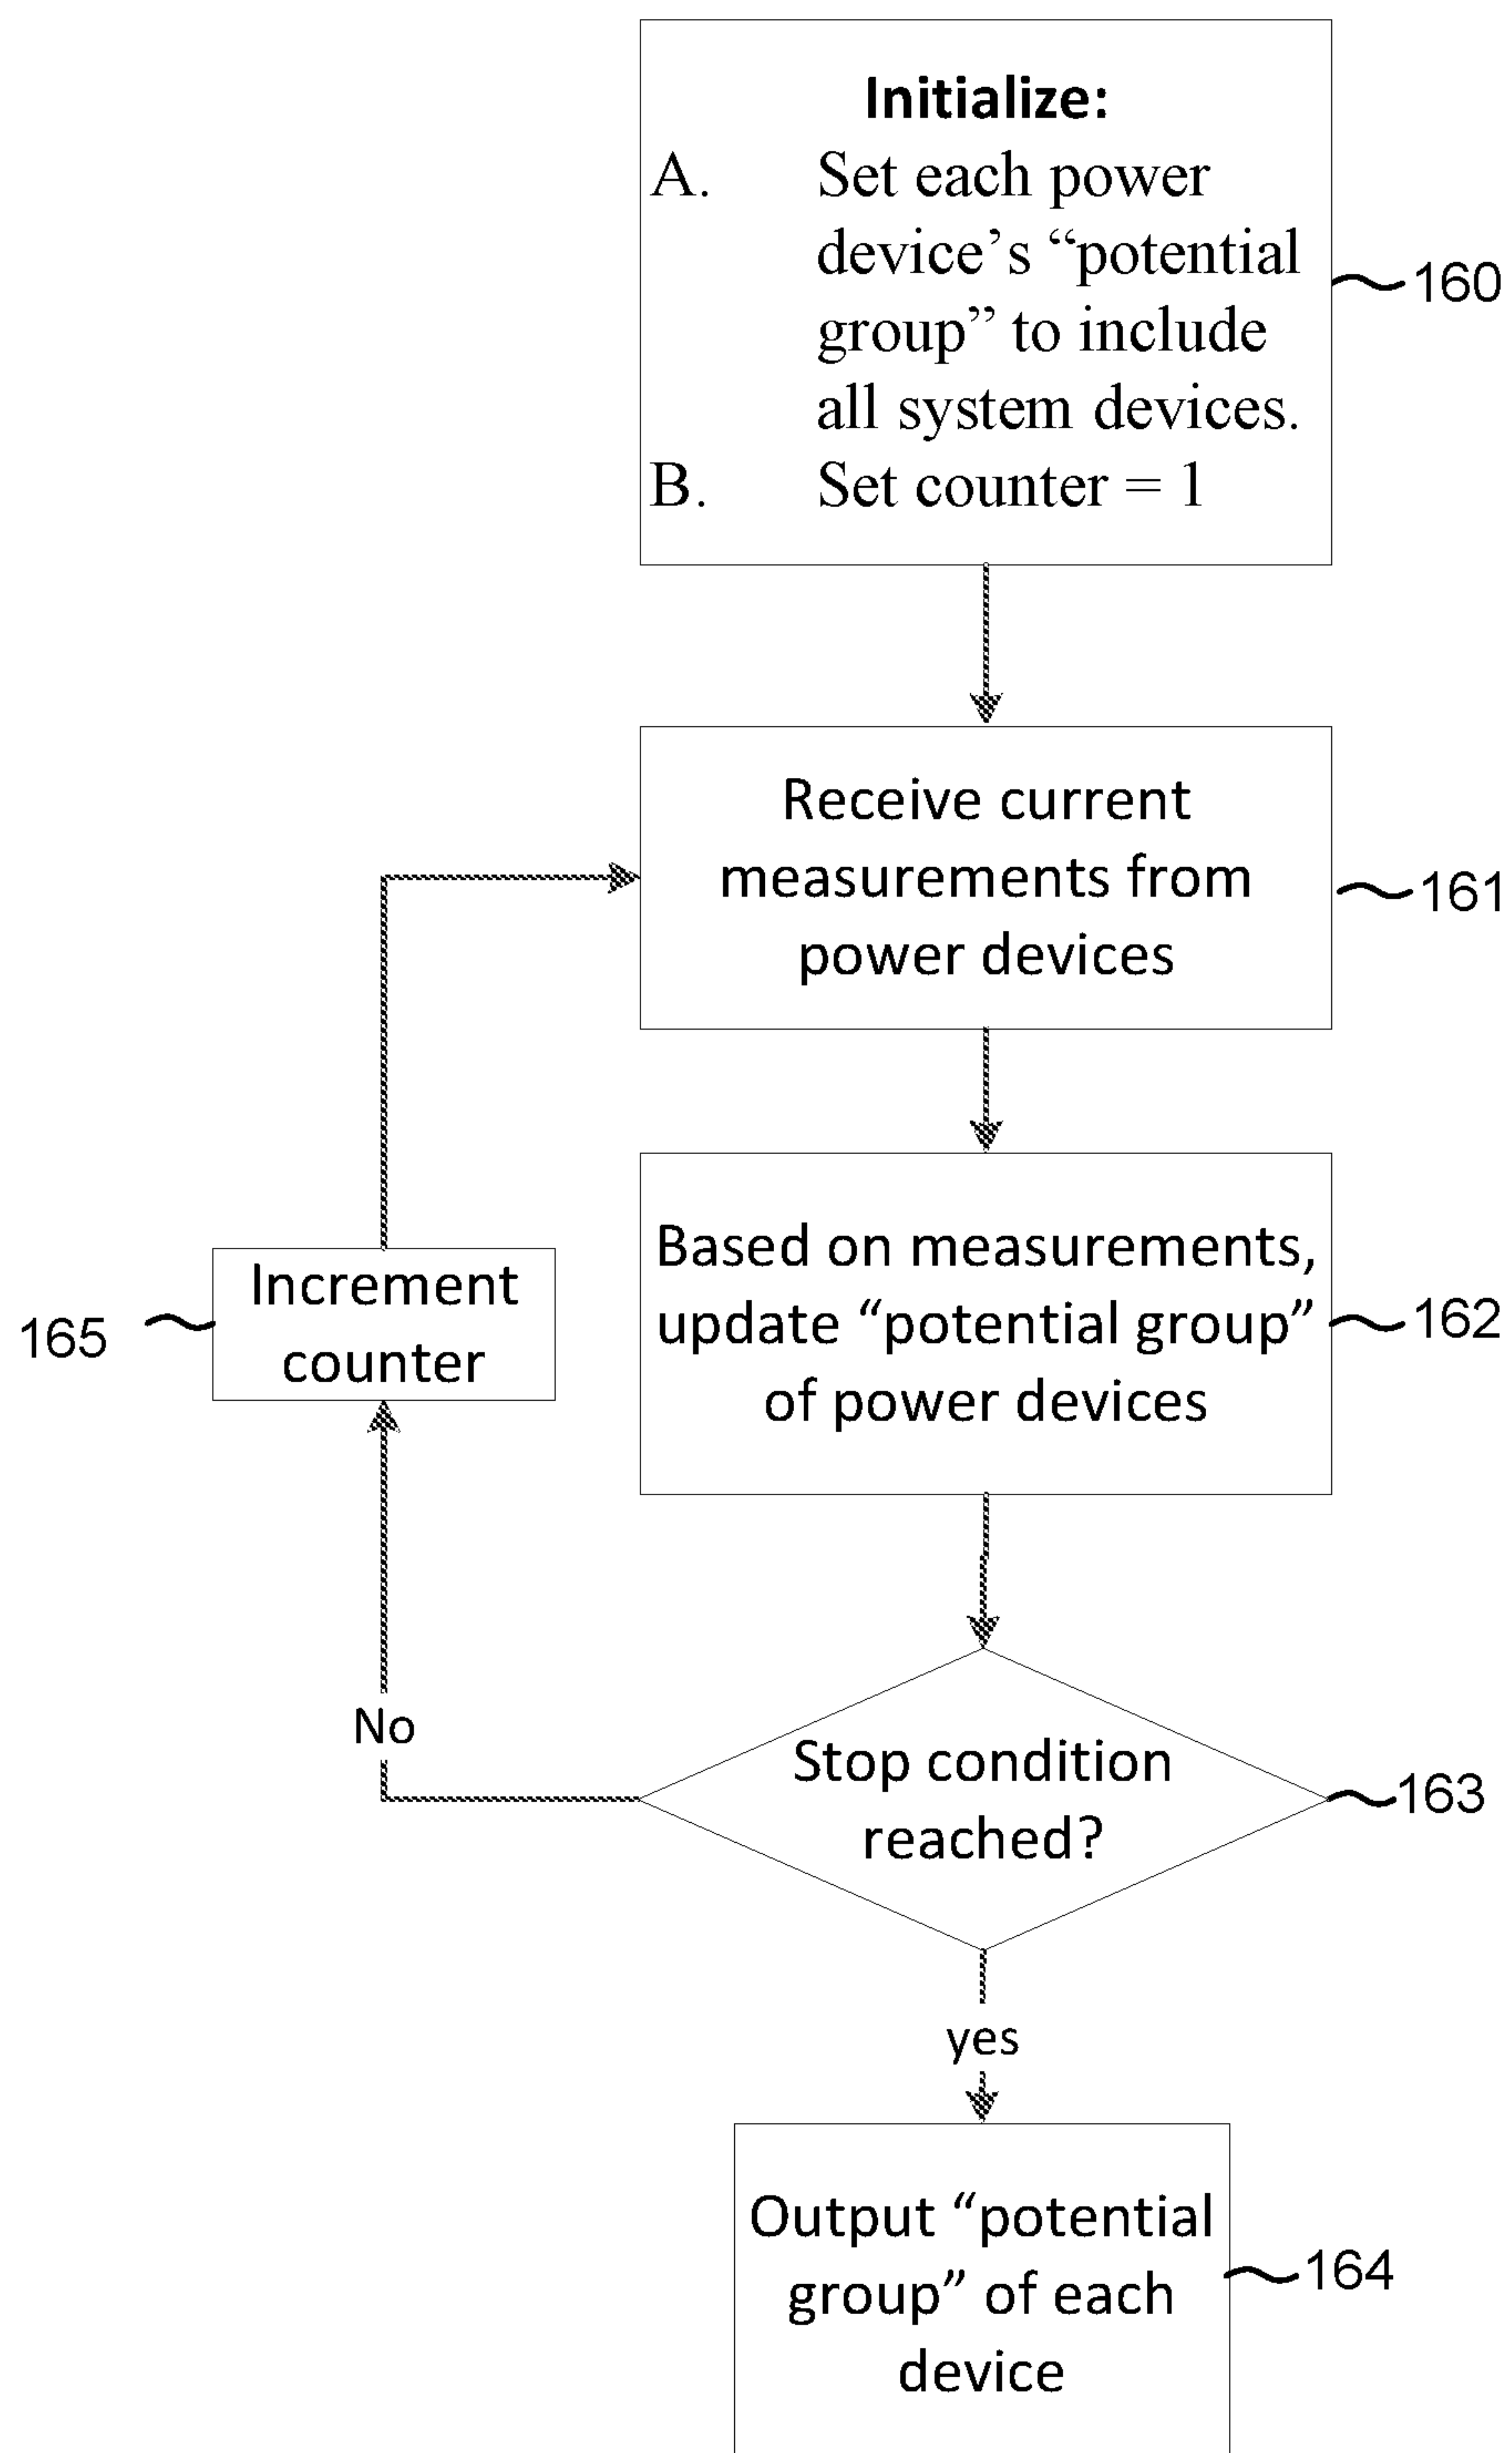 Initialize:
A. Set each power
device’s “potential
group” to include
all system devices.
B. Set counter = 1
160
Receive current
measurements from
power devices
161
Based on measurements,
update “potential group”
of power devices
162
Increment
counter
165
No
Stop condition
reached?
163
yes
Output “potential
group” of each
device
164